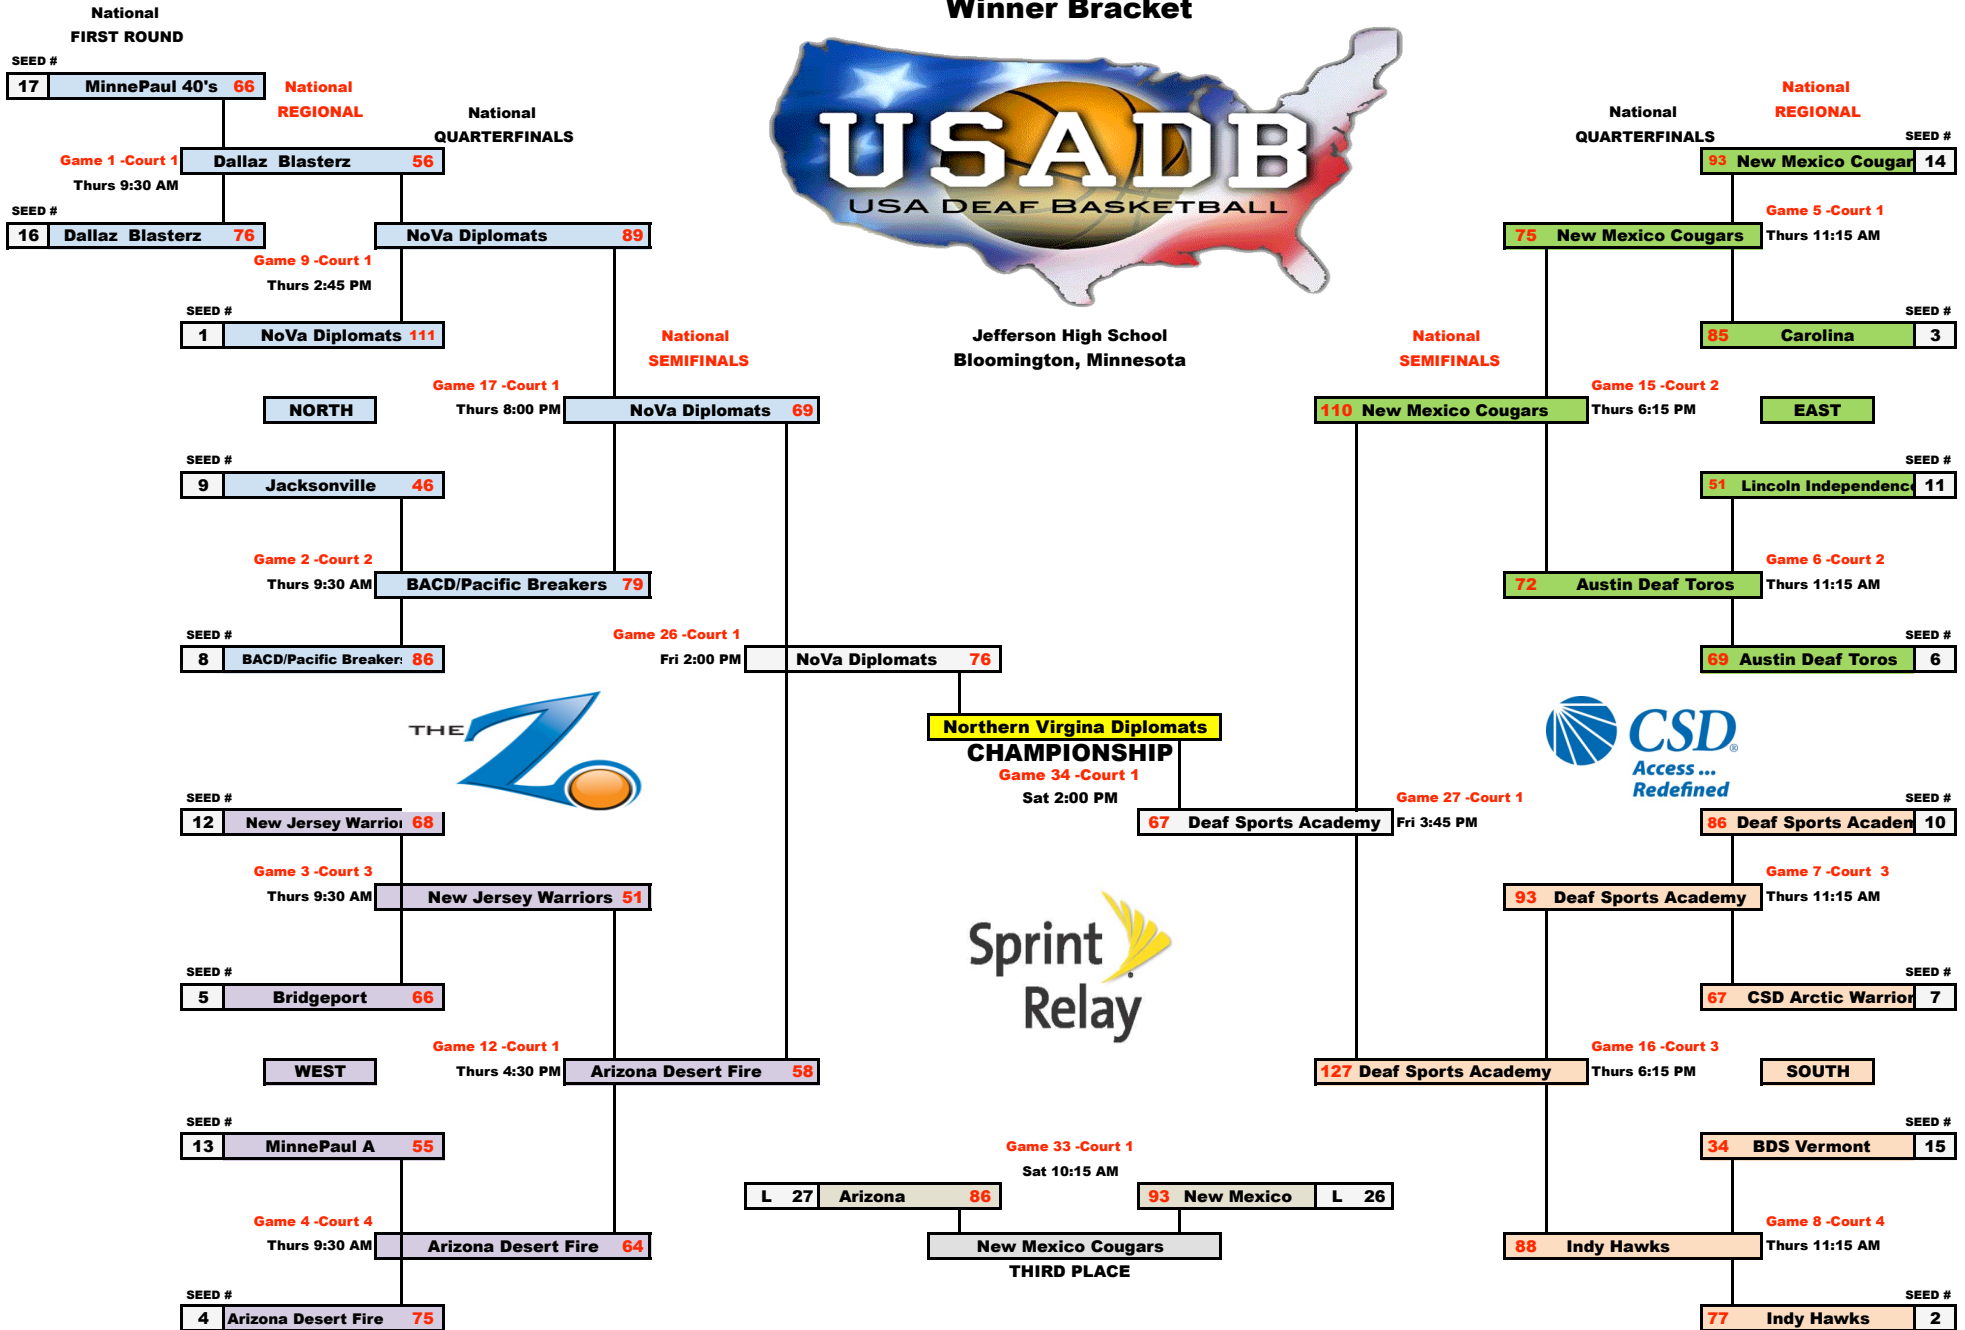 Winner Bracket
National
FIRST ROUND
SEED #
17 MinnePaul 40's 66
National
REGIONAL
National
QUARTERFINALS
Game 1 -Court 1
Thurs 9:30 AM
Dallaz Blasterz 56
SEED #
16 Dallaz Blasterz 76
NoVa Diplomats 89
Game 9 -Court 1
Thurs 2:45 PM
SEED #
1 NoVa Diplomats 111
National
SEMIFINALS
NORTH
Game 17 -Court 1
Thurs 8:00 PM
NoVa Diplomats 69
SEED #
9 Jacksonville 46
Game 2 -Court 2
Thurs 9:30 AM
BACD/Pacific Breakers 79
SEED #
8 BACD/Pacific Breaker 86
Game 26 -Court 1
Fri 2:00 PM
NoVa Diplomats 76
THE Zo
SEED #
12 New Jersey Warrior 68
Game 3 -Court 3
Thurs 9:30 AM
New Jersey Warriors 51
SEED #
5 Bridgeport 66
WEST
Game 12 -Court 1
Thurs 4:30 PM
Arizona Desert Fire 58
SEED #
13 MinnePaul A 55
Game 4 -Court 4
Thurs 9:30 AM
Arizona Desert Fire 64
SEED #
4 Arizona Desert Fire 75
USADB
USA DEAF BASKETBALL
Jefferson High School
Bloomington, Minnesota
Northern Virgina Diplomats
CHAMPIONSHIP
Game 34 -Court 1
Sat 2:00 PM
Sprint
Relay
Game 33 -Court 1
Sat 10:15 AM
L 27 Arizona 86
93 New Mexico L 26
New Mexico Cougars
THIRD PLACE
National
REGIONAL
National
QUARTERFINALS
SEED #
93 New Mexico Cougar 14
Game 5 -Court 1
Thurs 11:15 AM
75 New Mexico Cougars
SEED #
85 Carolina 3
National
SEMIFINALS
Game 15 -Court 2
Thurs 6:15 PM
110 New Mexico Cougars
EAST
SEED #
51 Lincoln Independenc 11
Game 6 -Court 2
Thurs 11:15 AM
72 Austin Deaf Toros
SEED #
69 Austin Deaf Toros 6
CSD®
Access ...
Redefined
Game 27 -Court 1
Fri 3:45 PM
67 Deaf Sports Academy
SEED #
86 Deaf Sports Academ 10
Game 7 -Court 3
Thurs 11:15 AM
93 Deaf Sports Academy
SEED #
67 CSD Arctic Warrior 7
Game 16 -Court 3
Thurs 6:15 PM
127 Deaf Sports Academy
SOUTH
SEED #
34 BDS Vermont 15
Game 8 -Court 4
Thurs 11:15 AM
88 Indy Hawks
SEED #
77 Indy Hawks 2